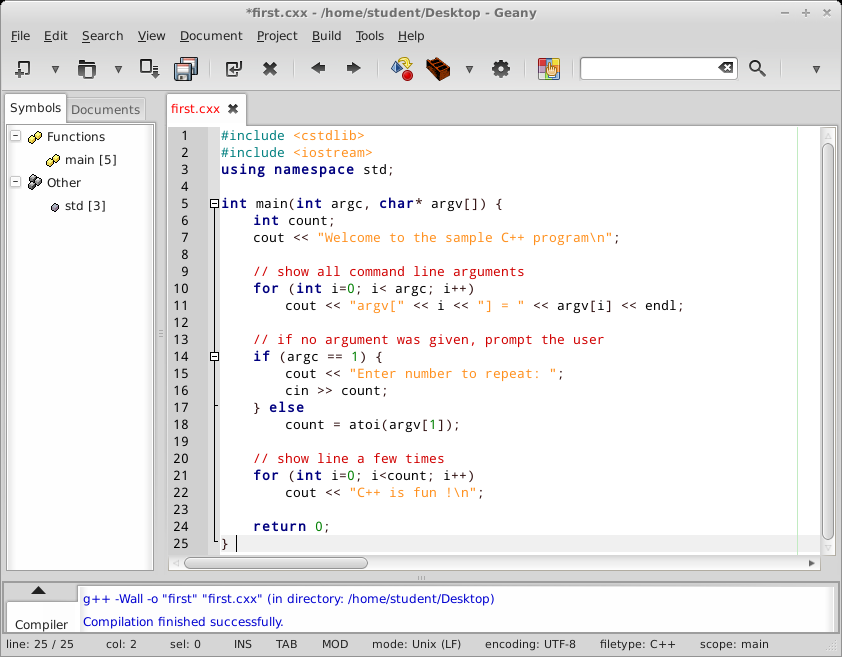 *first.cxx - /home/student/Desktop - Geany
File Edit Search View Document Project Build Tools Help
Symbols Documents first.cxx
Functions
main [5]
Other
std [3]
1 #include <cstdlib>
2 #include <iostream>
3 using namespace std;
4
5 int main(int argc, char* argv[]) {
6     int count;
7     cout << "Welcome to the sample C++ program\n";
8
9     // show all command line arguments
10     for (int i=0; i< argc; i++)
11         cout << "argv[" << i << "] = " << argv[i] << endl;
12
13     // if no argument was given, prompt the user
14     if (argc == 1) {
15         cout << "Enter number to repeat: ";
16         cin >> count;
17     } else
18         count = atoi(argv[1]);
19
20     // show line a few times
21     for (int i=0; i<count; i++)
22         cout << "C++ is fun !\n";
23
24     return 0;
25 }
Compiler
g++ -Wall -o "first" "first.cxx" (in directory: /home/student/Desktop)
Compilation finished successfully.
line: 25 / 25 col: 2 sel: 0 INS TAB MOD mode: Unix (LF) encoding: UTF-8 filetype: C++ scope: main